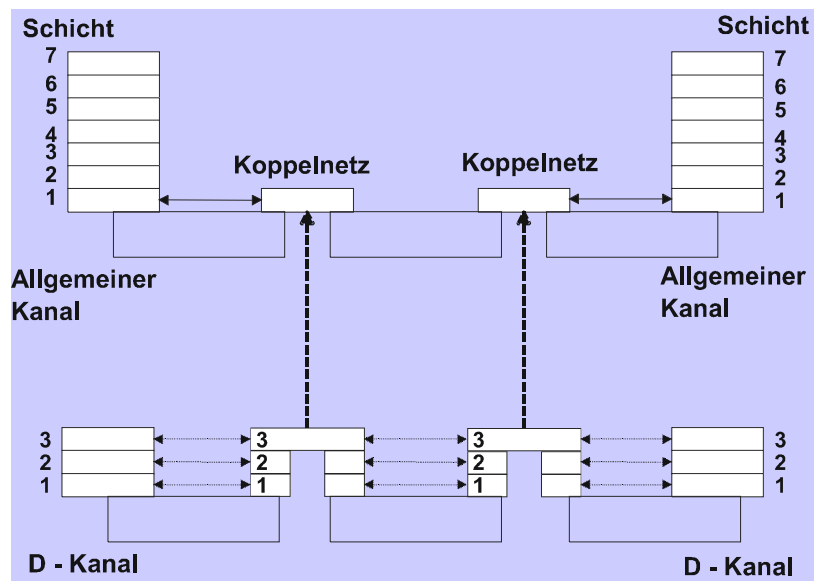 Schicht
Schicht
7
6
5
4
3
2
1
7
6
5
4
3
2
1
Koppelnetz
Koppelnetz
Allgemeiner
Kanal
Allgemeiner
Kanal
3 3 3 3
2 2 2 2
1 1 1 1
D - Kanal
D - Kanal